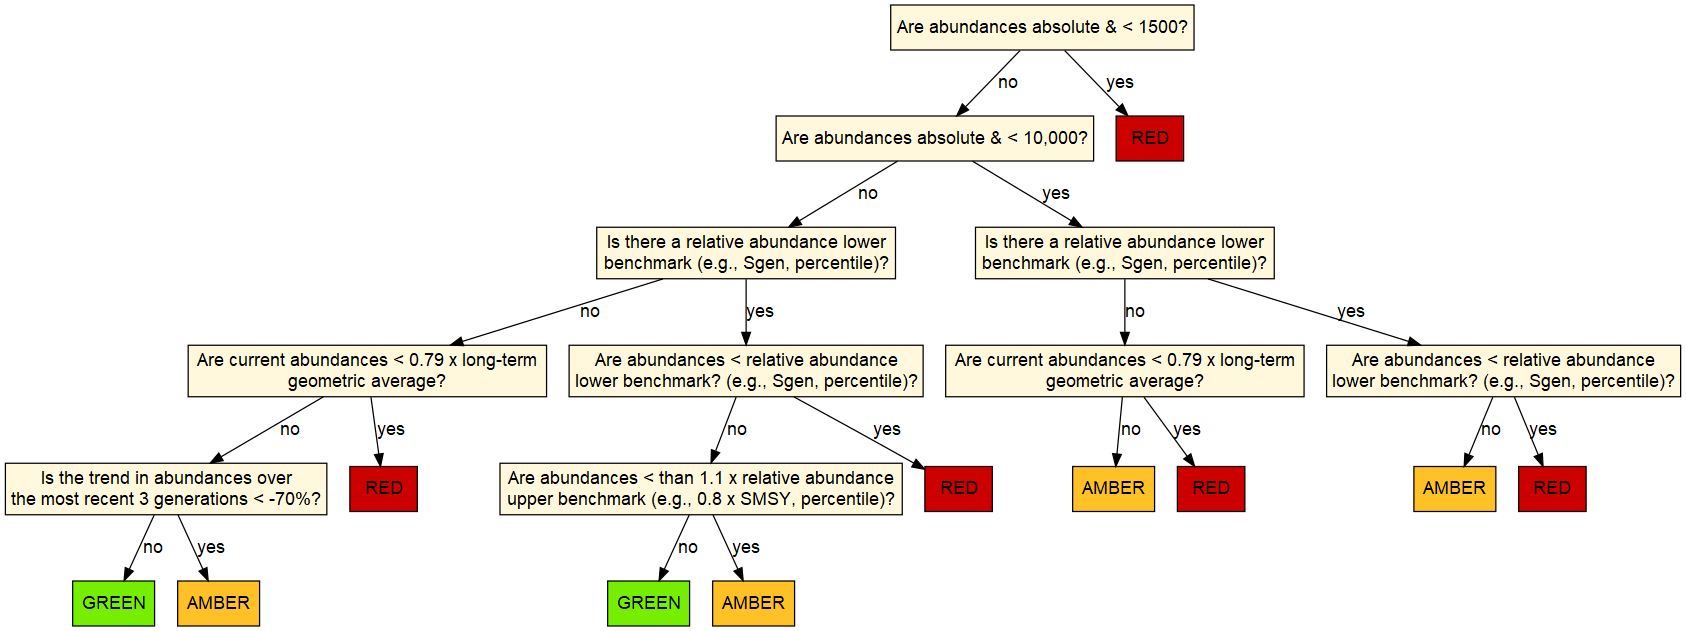 Are abundances absolute & < 1500?
no
yes
Are abundances absolute & < 10,000?
RED
no
yes
Is there a relative abundance lower
benchmark (e.g., Sgen, percentile)?
Is there a relative abundance lower
benchmark (e.g., Sgen, percentile)?
no
yes
no
yes
Are current abundances < 0.79 x long-term
geometric average?
Are abundances < relative abundance
lower benchmark? (e.g., Sgen, percentile)?
Are current abundances < 0.79 x long-term
geometric average?
Are abundances < relative abundance
lower benchmark? (e.g., Sgen, percentile)?
no
yes
no
yes
no
yes
no
yes
Is the trend in abundances over
the most recent 3 generations < -70%?
RED
Are abundances < than 1.1 x relative abundance
upper benchmark (e.g., 0.8 x SMSY, percentile)?
RED
AMBER
RED
AMBER
RED
no
yes
no
yes
GREEN
AMBER
GREEN
AMBER